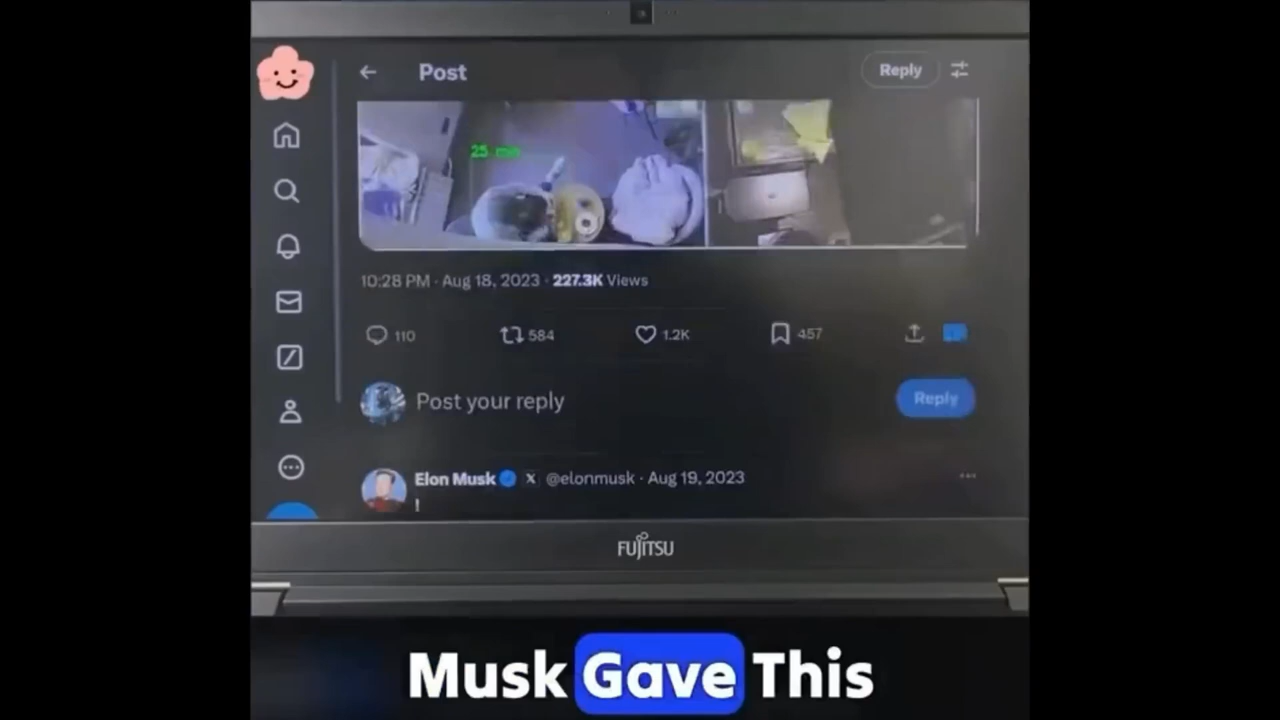 Post
Reply
25 min
10:28 PM · Aug 18, 2023 · 227.3K Views
110
584
1.2K
457
Post your reply
Reply
Elon Musk X @elonmusk · Aug 19, 2023
!
FUJITSU
Musk Gave This